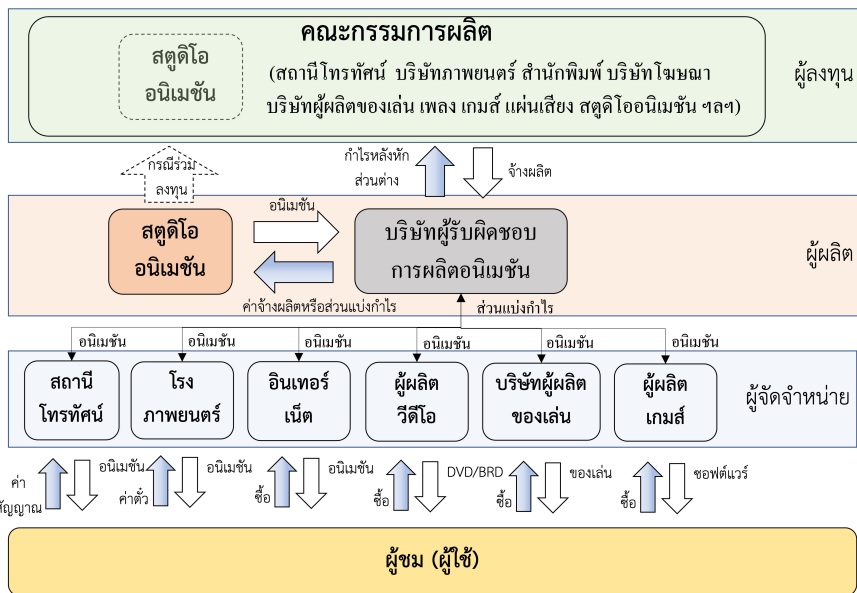 คณะกรรมการผลิต
สตูดิโอ
อนิเมชัน
(สถานีโทรทัศน์ บริษัทภาพยนตร์ สำนักพิมพ์ บริษัทโฆษณา
บริษัทผู้ผลิตของเล่น เพลง เกมส์ แผ่นเสียง สตูดิโออนิเมชัน ฯลฯ)
ผู้ลงทุน
กรณีร่วม
ลงทุน
กำไรหลังหัก
ส่วนต่าง
จ้างผลิต
สตูดิโอ
อนิเมชัน
อนิเมชัน
บริษัทผู้รับผิดชอบ
การผลิตอนิเมชัน
ผู้ผลิต
ค่าจ้างผลิตหรือส่วนแบ่งกำไร
ส่วนแบ่งกำไร
อนิเมชัน
อนิเมชัน
อนิเมชัน
อนิเมชัน
อนิเมชัน
อนิเมชัน
สถานี
โทรทัศน์
โรง
ภาพยนตร์
อินเทอร์
เน็ต
ผู้ผลิต
วีดีโอ
บริษัทผู้ผลิต
ของเล่น
ผู้ผลิต
เกมส์
ผู้จัดจำหน่าย
ค่า
สัญญาณ
อนิเมชัน
ค่าตั๋ว
อนิเมชัน
ซื้อ
อนิเมชัน
ซื้อ
DVD/BRD
ซื้อ
ของเล่น
ซื้อ
ซอฟต์แวร์
ผู้ชม (ผู้ใช้)